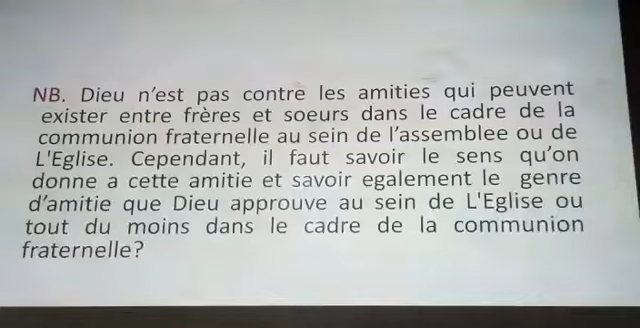 NB. Dieu n'est pas contre les amities qui peuvent
exister entre frères et soeurs dans le cadre de la
communion fraternelle au sein de l'assemblee ou de
L'Eglise. Cependant, il faut savoir le sens qu'on
donne a cette amitie et savoir egalement le genre
d'amitie que Dieu approuve au sein de L'Eglise ou
tout du moins dans le cadre de la communion
fraternelle?